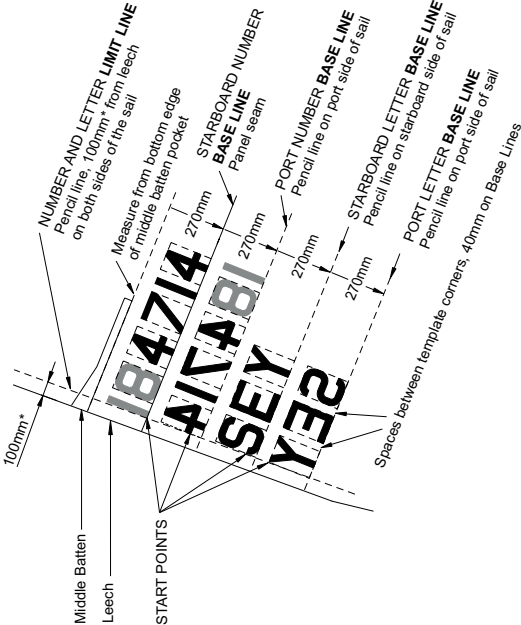 100mm*
NUMBER AND LETTER LIMIT LINE
Pencil line, 100mm* from leech
on both sides of the sail
Measure from bottom edge
of middle batten pocket
STARBOARD NUMBER
BASE LINE
Panel seam
PORT NUMBER BASE LINE
Pencil line on port side of sail
STARBOARD LETTER BASE LINE
Pencil line on starboard side of sail
PORT LETTER BASE LINE
Pencil line on port side of sail
Spaces between template corners, 40mm on Base Lines
270mm
270mm
270mm
270mm
184714
417481
SEY
YES
Middle Batten
Leech
START POINTS